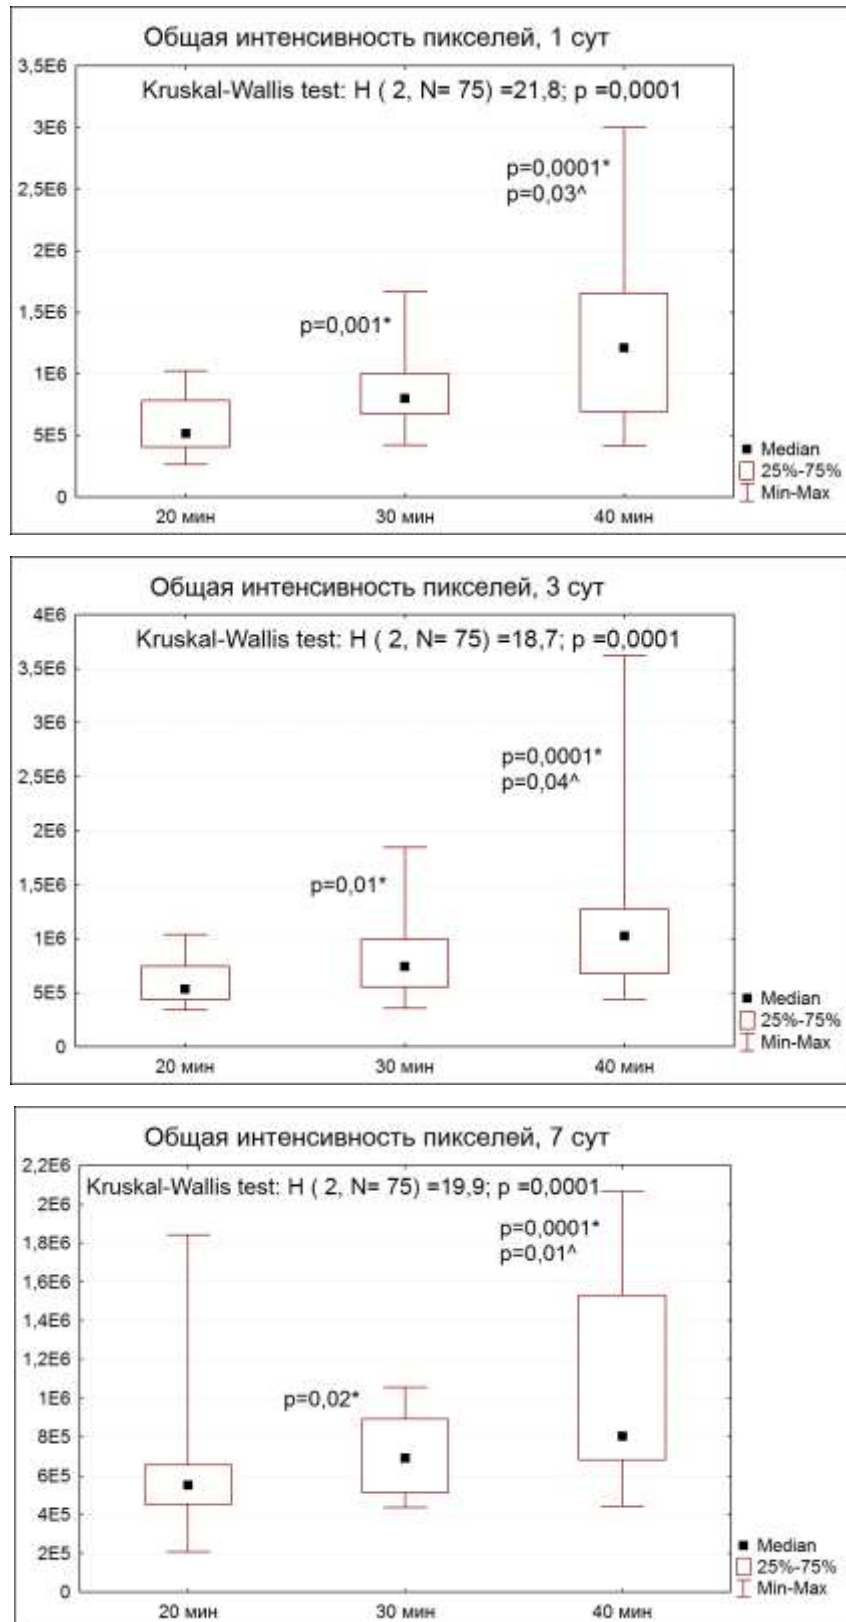 Общая интенсивность пикселей, 1 сут
Kruskal-Wallis test: H ( 2, N= 75) =21,8; p =0,0001
3,5E6
3E6
2,5E6
2E6
1,5E6
1E6
5E5
0
p=0,001*
p=0,0001*
p=0,03^
20 мин
30 мин
40 мин
Median
25%-75%
Min-Max
Общая интенсивность пикселей, 3 сут
Kruskal-Wallis test: H ( 2, N= 75) =18,7; p =0,0001
4E6
3,5E6
3E6
2,5E6
2E6
1,5E6
1E6
5E5
0
p=0,01*
p=0,0001*
p=0,04^
20 мин
30 мин
40 мин
Median
25%-75%
Min-Max
Общая интенсивность пикселей, 7 сут
Kruskal-Wallis test: H ( 2, N= 75) =19,9; p =0,0001
2,2E6
2E6
1,8E6
1,6E6
1,4E6
1,2E6
1E6
8E5
6E5
4E5
2E5
0
p=0,02*
p=0,0001*
p=0,01^
20 мин
30 мин
40 мин
Median
25%-75%
Min-Max